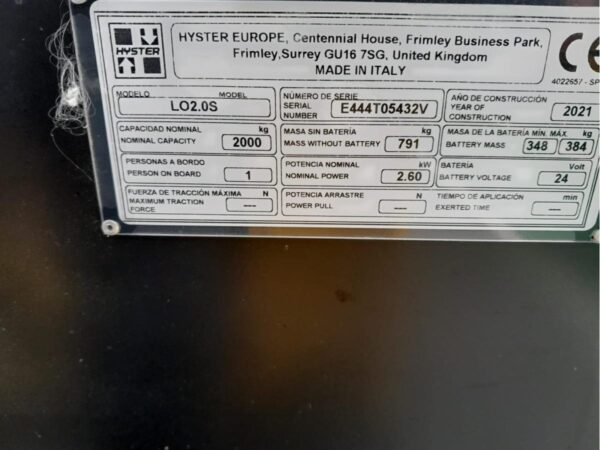 HYSTER
HYSTER EUROPE, Centennial House, Frimley Business Park,
Frimley,Surrey GU16 7SG, United Kingdom
MADE IN ITALY
CE
4022657 - SP
MODELO MODEL
LO2.0S
NÚMERO DE SERIE
SERIAL NUMBER E444T05432V
AÑO DE CONSTRUCCIÓN
YEAR OF CONSTRUCTION 2021
CAPACIDAD NOMINAL kg
NOMINAL CAPACITY 2000
MASA SIN BATERÍA kg
MASS WITHOUT BATTERY 791
MASA DE LA BATERÍA MÍN. MÁX kg
BATTERY MASS 348 384
PERSONAS A BORDO
PERSON ON BOARD 1
POTENCIA NOMINAL kW
NOMINAL POWER 2.60
BATERÍA Volt
BATTERY VOLTAGE 24
FUERZA DE TRACCIÓN MÁXIMA N
MAXIMUM TRACTION FORCE ---
POTENCIA ARRASTRE N
POWER PULL ---
TIEMPO DE APLICACIÓN min
EXERTED TIME ---